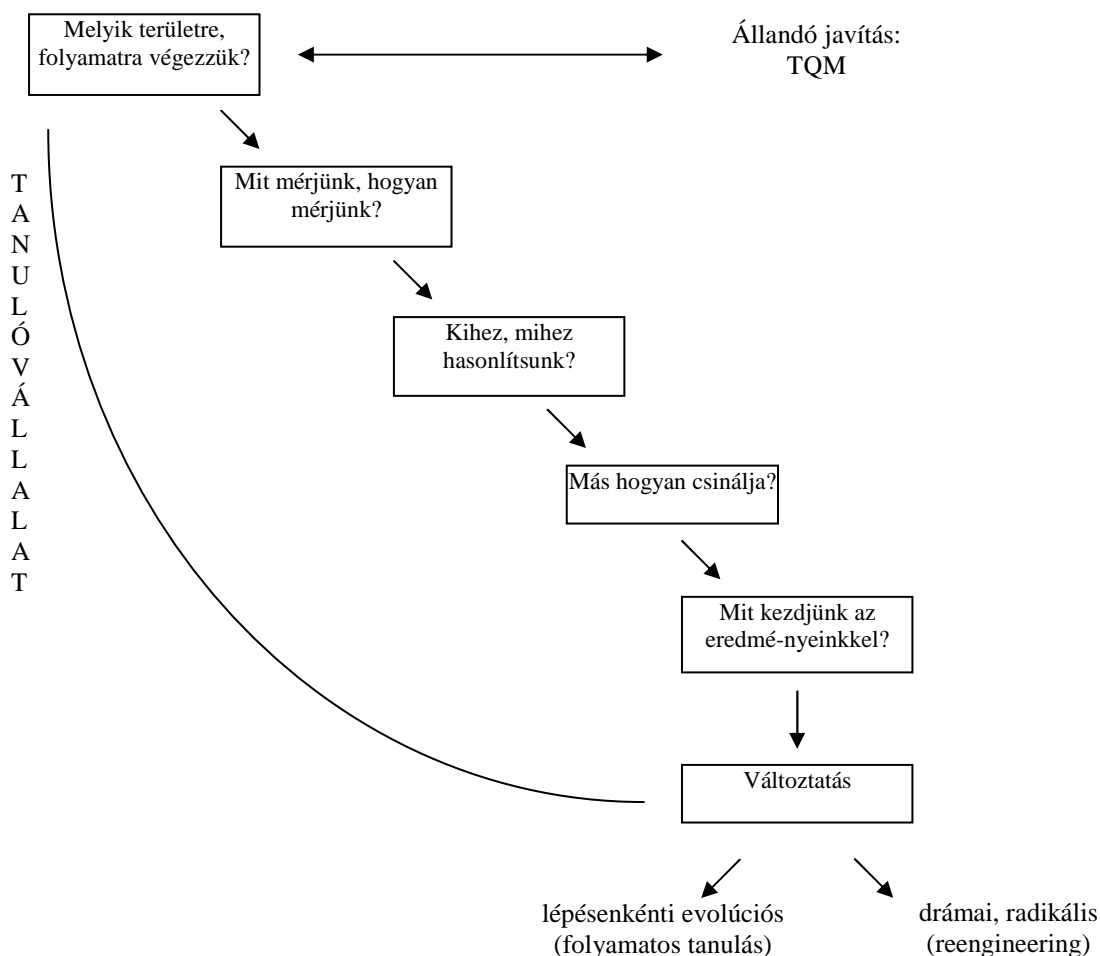 Melyik területre,
folyamatra végezzük?
Állandó javítás:
TQM
T
A
N
U
L
Ó
V
Á
L
L
A
L
A
T
Mit mérjünk, hogyan
mérjünk?
Kihez, mihez
hasonlítsunk?
Más hogyan csinálja?
Mit kezdjünk az
eredmé-nyeinkkel?
Változtatás
lépésenkénti evolúciós
(folyamatos tanulás)
drámai, radikális
(reengineering)